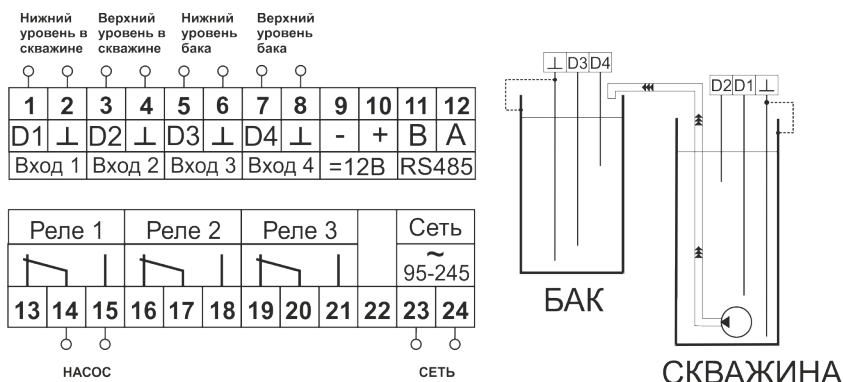 Нижний уровень в скважине
Верхний уровень в скважине
Нижний уровень бака
Верхний уровень бака
1 2 3 4 5 6 7 8 9 10 11 12
D1 ⊥ D2 ⊥ D3 ⊥ D4 ⊥ - + B A
Вход 1 Вход 2 Вход 3 Вход 4 =12В RS485
Реле 1 Реле 2 Реле 3 Сеть
~
95-245
13 14 15 16 17 18 19 20 21 22 23 24
НАСОС СЕТЬ
⊥ D3 D4
D2 D1 ⊥
БАК
СКВАЖИНА